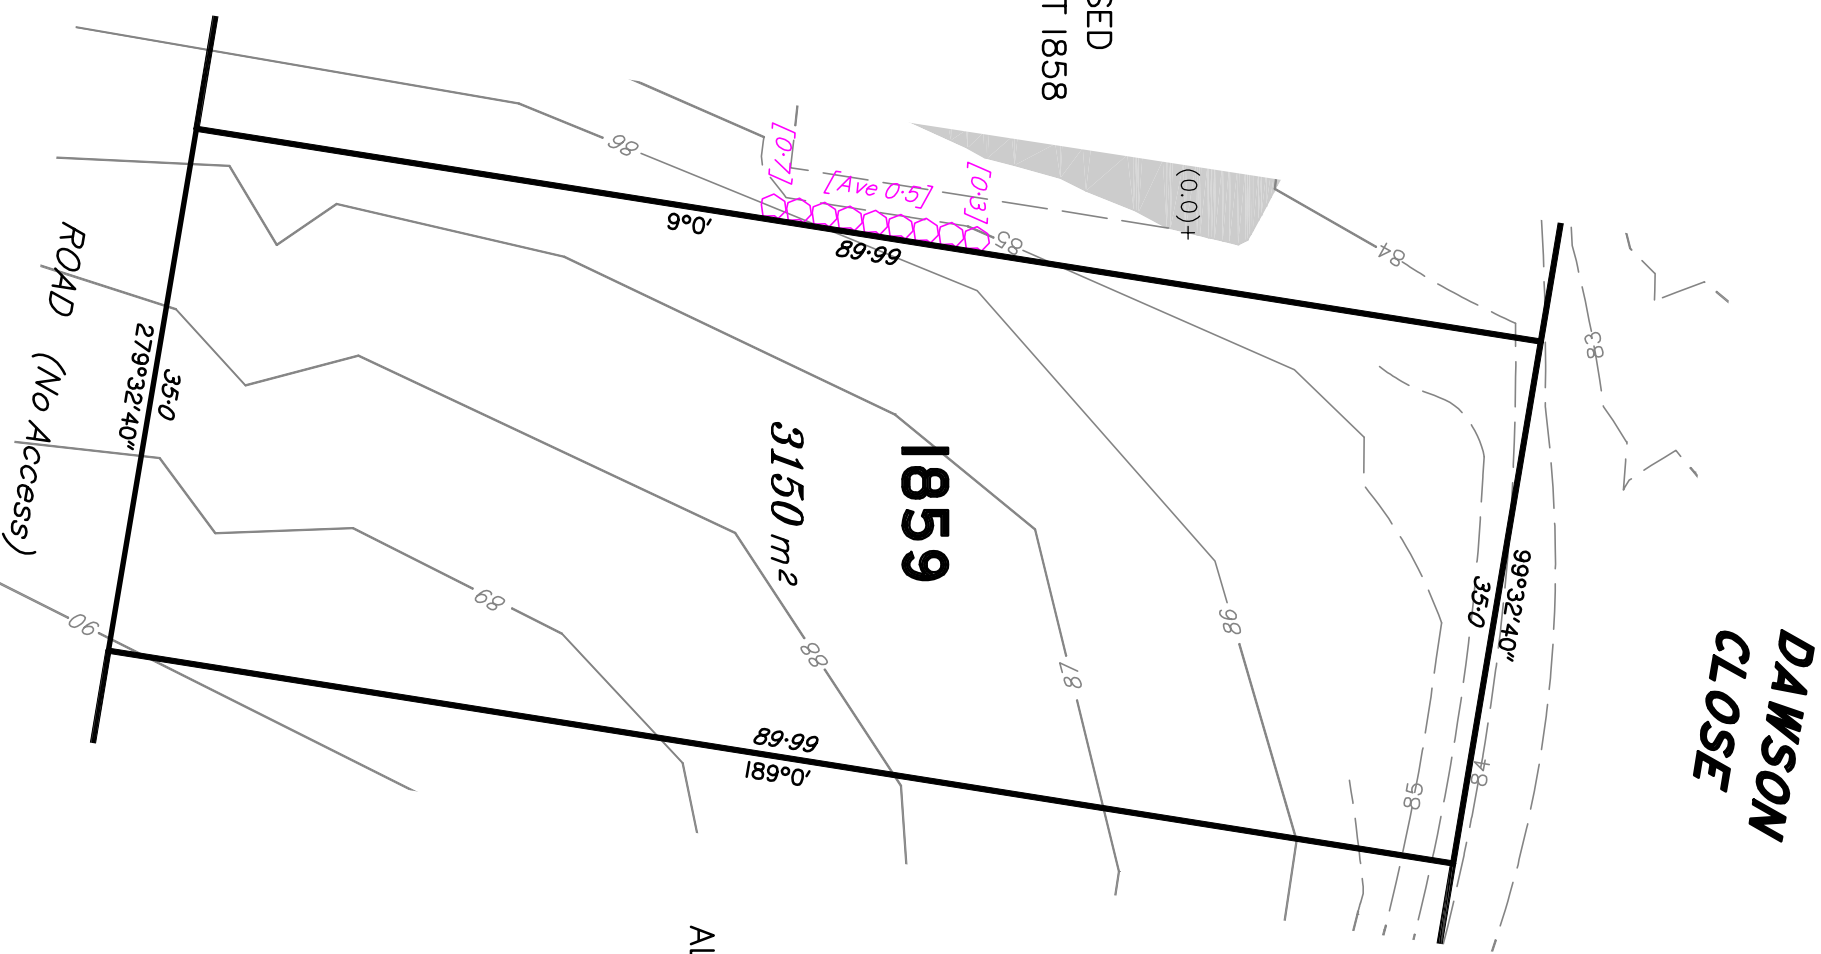 SED
T 1858
86
[0·7]
[Ave 0·5]
[0·3]
85
(0.0)+
84
83
9°0'
89·99
ROAD (No Access)
279°32'40"
35·0
1859
3150 m²
99°32'40"
35·0
DAWSON
CLOSE
89
88
87
86
85
84
90
89·99
189°0'
AL